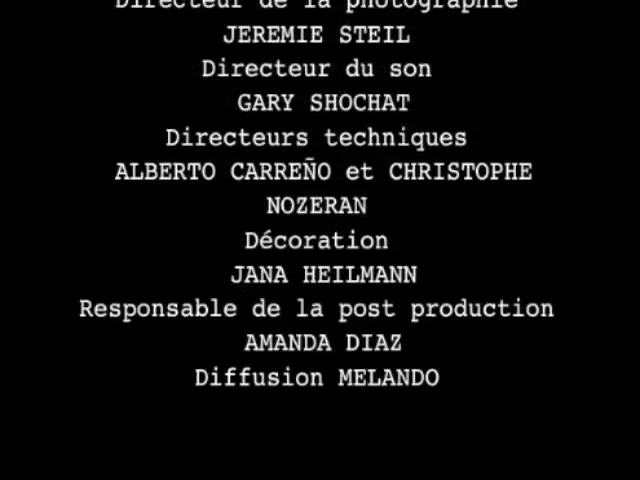 Directeur de la photographie
JEREMIE STEIL
Directeur du son
GARY SHOCHAT
Directeurs techniques
ALBERTO CARREÑO et CHRISTOPHE
NOZERAN
Décoration
JANA HEILMANN
Responsable de la post production
AMANDA DIAZ
Diffusion MELANDO